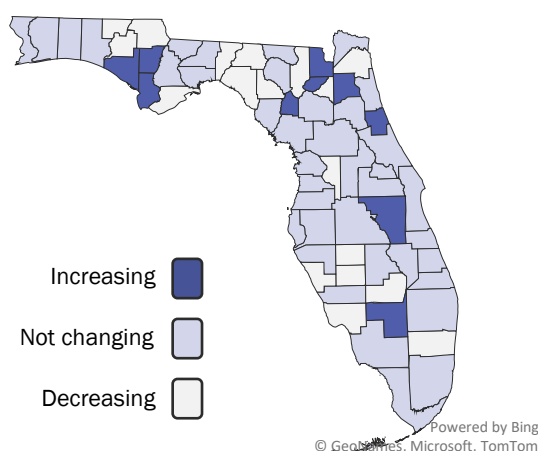 Increasing
Not changing
Decreasing
Powered by Bing
© GeoNames, Microsoft, TomTom